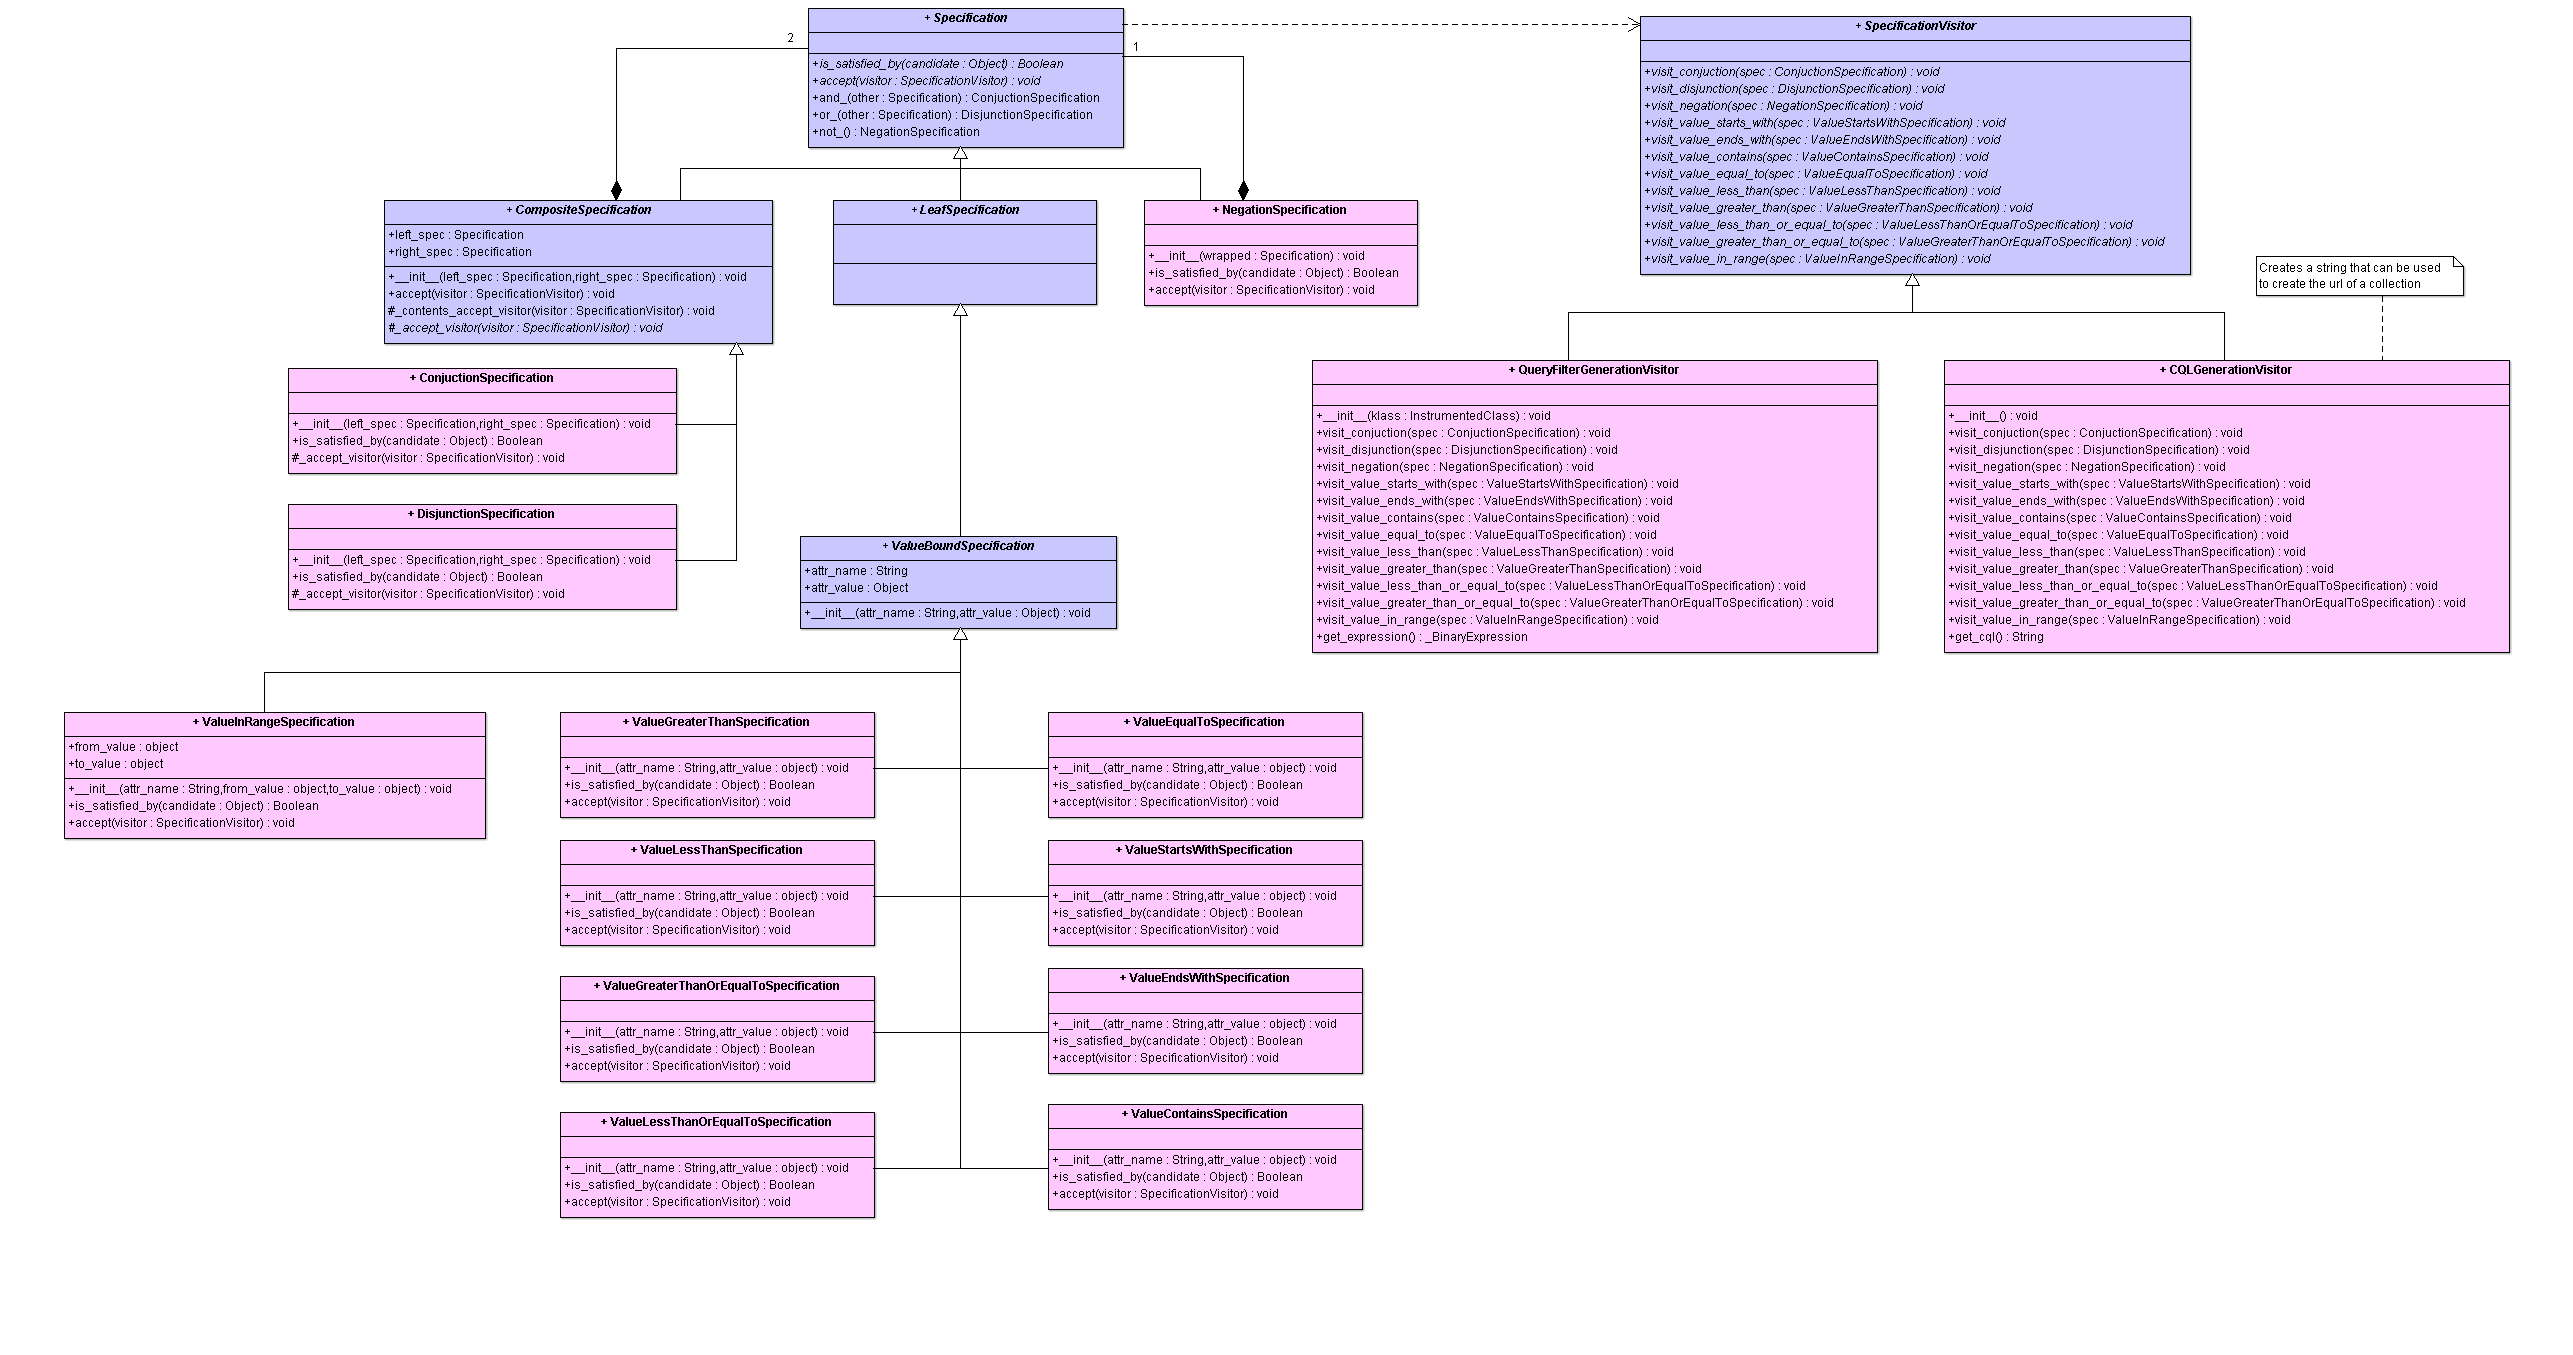 + Specification
+is_satisfied_by(candidate : Object) : Boolean
+accept(visitor : SpecificationVisitor) : void
+and_(other : Specification) : ConjuctionSpecification
+or_(other : Specification) : DisjunctionSpecification
+not_() : NegationSpecification
2
1
+ SpecificationVisitor
+visit_conjuction(spec : ConjuctionSpecification) : void
+visit_disjunction(spec : DisjunctionSpecification) : void
+visit_negation(spec : NegationSpecification) : void
+visit_value_starts_with(spec : ValueStartsWithSpecification) : void
+visit_value_ends_with(spec : ValueEndsWithSpecification) : void
+visit_value_contains(spec : ValueContainsSpecification) : void
+visit_value_equal_to(spec : ValueEqualToSpecification) : void
+visit_value_less_than(spec : ValueLessThanSpecification) : void
+visit_value_greater_than(spec : ValueGreaterThanSpecification) : void
+visit_value_less_than_or_equal_to(spec : ValueLessThanOrEqualToSpecification) : void
+visit_value_greater_than_or_equal_to(spec : ValueGreaterThanOrEqualToSpecification) : void
+visit_value_in_range(spec : ValueInRangeSpecification) : void
+ CompositeSpecification
+left_spec : Specification
+right_spec : Specification
+__init__(left_spec : Specification,right_spec : Specification) : void
+accept(visitor : SpecificationVisitor) : void
#_contents_accept_visitor(visitor : SpecificationVisitor) : void
#_accept_visitor(visitor : SpecificationVisitor) : void
+ LeafSpecification
+ NegationSpecification
+__init__(wrapped : Specification) : void
+is_satisfied_by(candidate : Object) : Boolean
+accept(visitor : SpecificationVisitor) : void
Creates a string that can be used
to create the url of a collection
+ ConjuctionSpecification
+__init__(left_spec : Specification,right_spec : Specification) : void
+is_satisfied_by(candidate : Object) : Boolean
#_accept_visitor(visitor : SpecificationVisitor) : void
+ DisjunctionSpecification
+__init__(left_spec : Specification,right_spec : Specification) : void
+is_satisfied_by(candidate : Object) : Boolean
#_accept_visitor(visitor : SpecificationVisitor) : void
+ ValueBoundSpecification
+attr_name : String
+attr_value : Object
+__init__(attr_name : String,attr_value : Object) : void
+ QueryFilterGenerationVisitor
+__init__(klass : InstrumentedClass) : void
+visit_conjuction(spec : ConjuctionSpecification) : void
+visit_disjunction(spec : DisjunctionSpecification) : void
+visit_negation(spec : NegationSpecification) : void
+visit_value_starts_with(spec : ValueStartsWithSpecification) : void
+visit_value_ends_with(spec : ValueEndsWithSpecification) : void
+visit_value_contains(spec : ValueContainsSpecification) : void
+visit_value_equal_to(spec : ValueEqualToSpecification) : void
+visit_value_less_than(spec : ValueLessThanSpecification) : void
+visit_value_greater_than(spec : ValueGreaterThanSpecification) : void
+visit_value_less_than_or_equal_to(spec : ValueLessThanOrEqualToSpecification) : void
+visit_value_greater_than_or_equal_to(spec : ValueGreaterThanOrEqualToSpecification) : void
+visit_value_in_range(spec : ValueInRangeSpecification) : void
+get_expression() : _BinaryExpression
+ CQLGenerationVisitor
+__init__() : void
+visit_conjuction(spec : ConjuctionSpecification) : void
+visit_disjunction(spec : DisjunctionSpecification) : void
+visit_negation(spec : NegationSpecification) : void
+visit_value_starts_with(spec : ValueStartsWithSpecification) : void
+visit_value_ends_with(spec : ValueEndsWithSpecification) : void
+visit_value_contains(spec : ValueContainsSpecification) : void
+visit_value_equal_to(spec : ValueEqualToSpecification) : void
+visit_value_less_than(spec : ValueLessThanSpecification) : void
+visit_value_greater_than(spec : ValueGreaterThanSpecification) : void
+visit_value_less_than_or_equal_to(spec : ValueLessThanOrEqualToSpecification) : void
+visit_value_greater_than_or_equal_to(spec : ValueGreaterThanOrEqualToSpecification) : void
+visit_value_in_range(spec : ValueInRangeSpecification) : void
+get_cql() : String
+ ValueInRangeSpecification
+from_value : object
+to_value : object
+__init__(attr_name : String,from_value : object,to_value : object) : void
+is_satisfied_by(candidate : Object) : Boolean
+accept(visitor : SpecificationVisitor) : void
+ ValueGreaterThanSpecification
+__init__(attr_name : String,attr_value : object) : void
+is_satisfied_by(candidate : Object) : Boolean
+accept(visitor : SpecificationVisitor) : void
+ ValueEqualToSpecification
+__init__(attr_name : String,attr_value : object) : void
+is_satisfied_by(candidate : Object) : Boolean
+accept(visitor : SpecificationVisitor) : void
+ ValueLessThanSpecification
+__init__(attr_name : String,attr_value : object) : void
+is_satisfied_by(candidate : Object) : Boolean
+accept(visitor : SpecificationVisitor) : void
+ ValueStartsWithSpecification
+__init__(attr_name : String,attr_value : object) : void
+is_satisfied_by(candidate : Object) : Boolean
+accept(visitor : SpecificationVisitor) : void
+ ValueGreaterThanOrEqualToSpecification
+__init__(attr_name : String,attr_value : object) : void
+is_satisfied_by(candidate : Object) : Boolean
+accept(visitor : SpecificationVisitor) : void
+ ValueEndsWithSpecification
+__init__(attr_name : String,attr_value : object) : void
+is_satisfied_by(candidate : Object) : Boolean
+accept(visitor : SpecificationVisitor) : void
+ ValueLessThanOrEqualToSpecification
+__init__(attr_name : String,attr_value : object) : void
+is_satisfied_by(candidate : Object) : Boolean
+accept(visitor : SpecificationVisitor) : void
+ ValueContainsSpecification
+__init__(attr_name : String,attr_value : object) : void
+is_satisfied_by(candidate : Object) : Boolean
+accept(visitor : SpecificationVisitor) : void